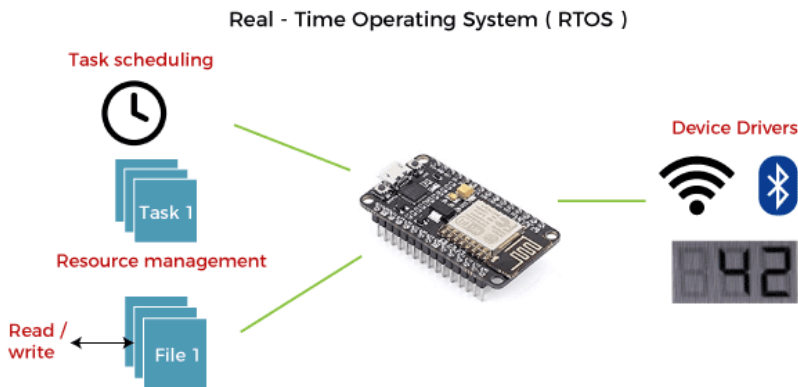 Real - Time Operating System ( RTOS )
Task scheduling
Task 1
Resource management
Read /
write
File 1
Device Drivers
42